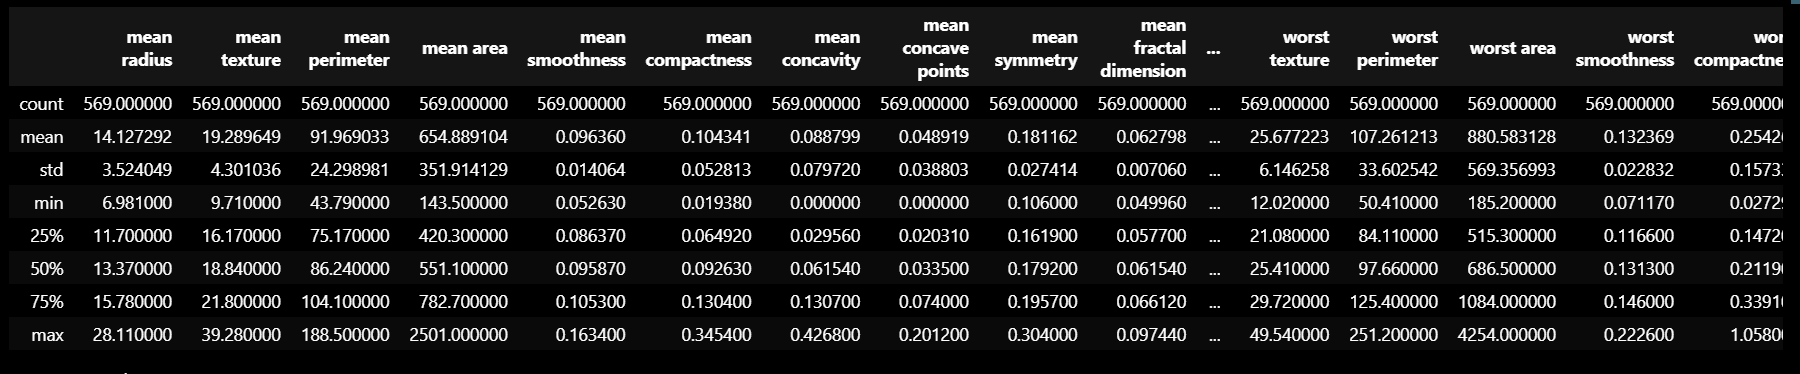 mean radius mean texture mean perimeter mean area mean smoothness mean compactness mean concavity mean concave points mean symmetry mean fractal dimension ... worst texture worst perimeter worst area worst smoothness wor compactne
count 569.000000 569.000000 569.000000 569.000000 569.000000 569.000000 569.000000 569.000000 569.000000 569.000000 ... 569.000000 569.000000 569.000000 569.000000 569.0000
mean 14.127292 19.289649 91.969033 654.889104 0.096360 0.104341 0.088799 0.048919 0.181162 0.062798 ... 25.677223 107.261213 880.583128 0.132369 0.2542
std 3.524049 4.301036 24.298981 351.914129 0.014064 0.052813 0.079720 0.038803 0.027414 0.007060 ... 6.146258 33.602542 569.356993 0.022832 0.1573
min 6.981000 9.710000 43.790000 143.500000 0.052630 0.019380 0.000000 0.000000 0.106000 0.049960 ... 12.020000 50.410000 185.200000 0.071170 0.0272
25% 11.700000 16.170000 75.170000 420.300000 0.086370 0.064920 0.029560 0.020310 0.161900 0.057700 ... 21.080000 84.110000 515.300000 0.116600 0.1472
50% 13.370000 18.840000 86.240000 551.100000 0.095870 0.092630 0.061540 0.033500 0.179200 0.061540 ... 25.410000 97.660000 686.500000 0.131300 0.2119
75% 15.780000 21.800000 104.100000 782.700000 0.105300 0.130400 0.130700 0.074000 0.195700 0.066120 ... 29.720000 125.400000 1084.000000 0.146000 0.3391
max 28.110000 39.280000 188.500000 2501.000000 0.163400 0.345400 0.426800 0.201200 0.304000 0.097440 ... 49.540000 251.200000 4254.000000 0.222600 1.0580